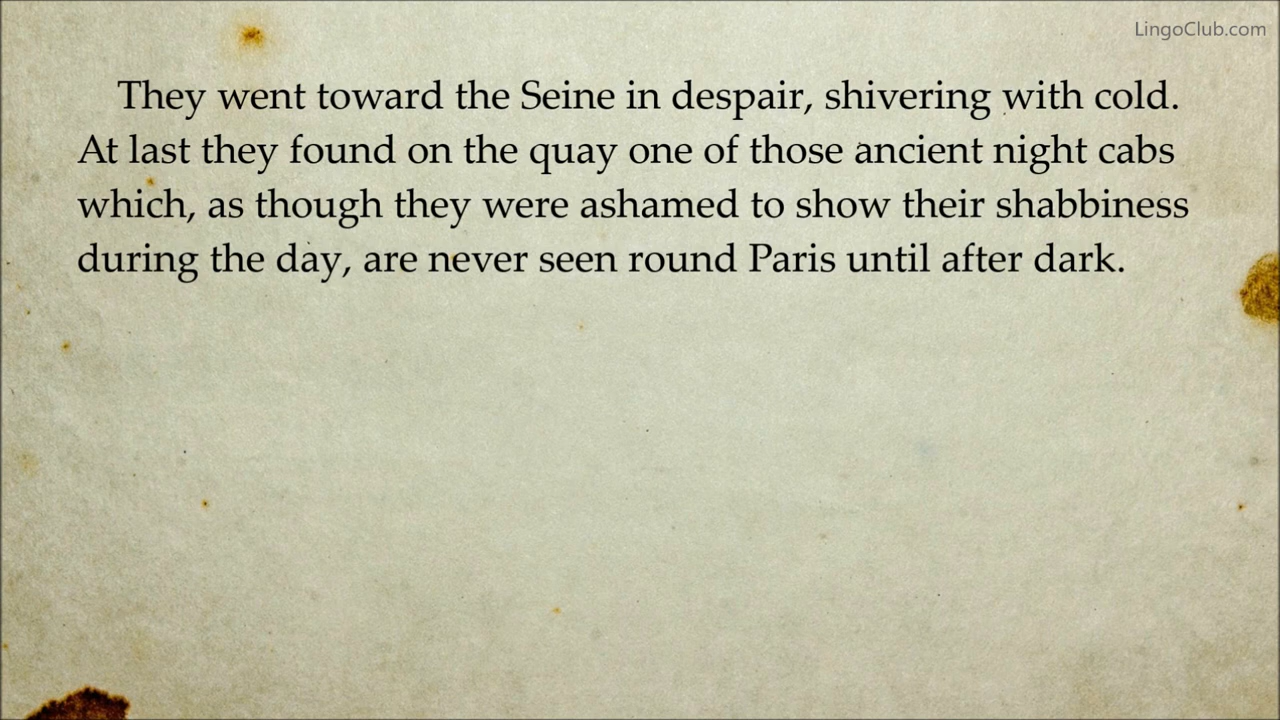 LingoClub.com
They went toward the Seine in despair, shivering with cold.
At last they found on the quay one of those ancient night cabs
which, as though they were ashamed to show their shabbiness
during the day, are never seen round Paris until after dark.